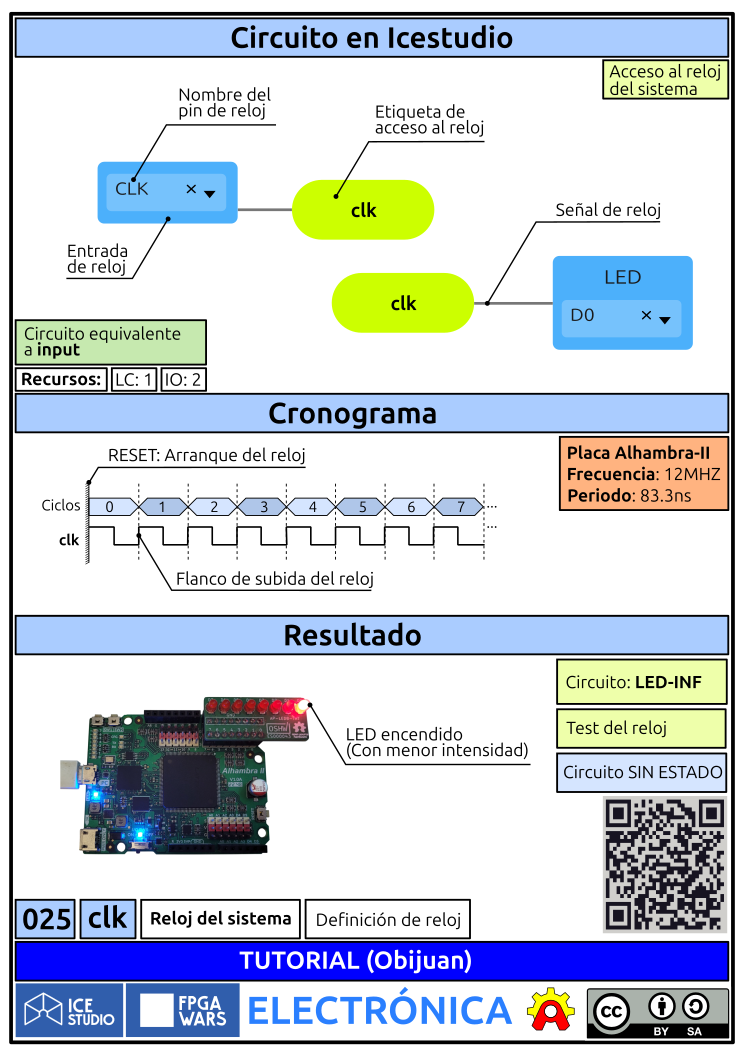 Circuito en Icestudio
Acceso al reloj
del sistema
Nombre del
pin de reloj
Etiqueta de
acceso al reloj
CLK
clk
Señal de reloj
Entrada
de reloj
clk
LED
D0
Circuito equivalente
a input
Recursos: LC: 1 IO: 2
Cronograma
RESET: Arranque del reloj
Placa Alhambra-II
Frecuencia: 12MHZ
Periodo: 83.3ns
Ciclos 0 1 2 3 4 5 6 7 ...
clk ...
Flanco de subida del reloj
Resultado
Circuito: LED-INF
Test del reloj
Circuito SIN ESTADO
LED encendido
(Con menor intensidad)
OSHW
Alhambra II
025 clk Reloj del sistema Definición de reloj
TUTORIAL (Obijuan)
ICE
STUDIO
FPGA
WARS
ELECTRÓNICA
cc
BY SA